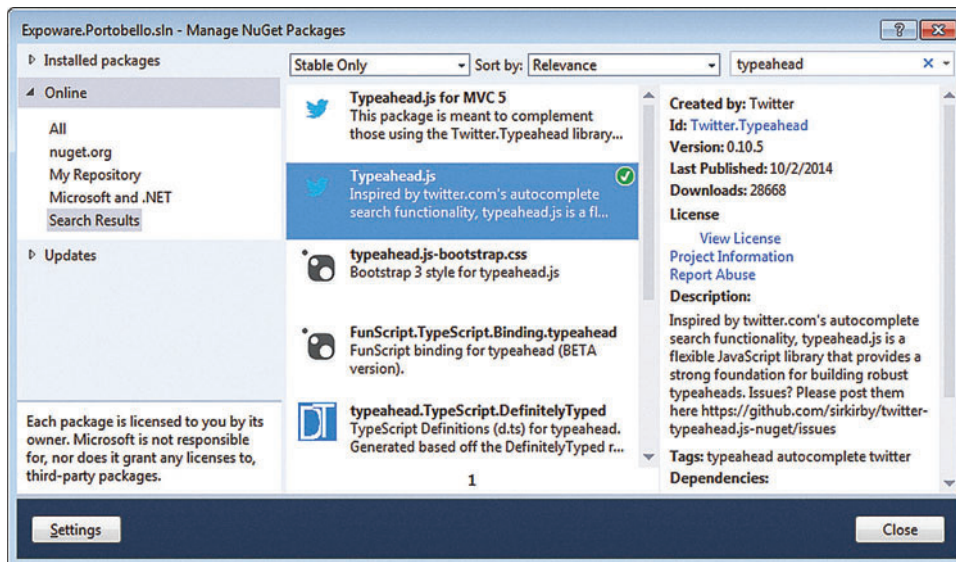 Expoware.Portobello.sln - Manage NuGet Packages
Installed packages
Online
All
nuget.org
My Repository
Microsoft and .NET
Search Results
Updates
Each package is licensed to you by its
owner. Microsoft is not responsible
for, nor does it grant any licenses to,
third-party packages.
Stable Only
Sort by: Relevance
typeahead
Typeahead.js for MVC 5
This package is meant to complement
those using the Twitter.Typeahead library...
Typeahead.js
Inspired by twitter.com's autocomplete
search functionality, typeahead.js is a fl...
typeahead.js-bootstrap.css
Bootstrap 3 style for typeahead.js
FunScript.TypeScript.Binding.typeahead
FunScript binding for typeahead (BETA
version).
DT
typeahead.TypeScript.DefinitelyTyped
TypeScript Definitions (d.ts) for typeahead.
Generated based off the DefinitelyTyped r...
1
Created by: Twitter
Id: Twitter.Typeahead
Version: 0.10.5
Last Published: 10/2/2014
Downloads: 28668
License
View License
Project Information
Report Abuse
Description:
Inspired by twitter.com's autocomplete
search functionality, typeahead.js is a
flexible JavaScript library that provides a
strong foundation for building robust
typeaheads. Issues? Please post them
here https://github.com/sirkirby/twitter-
typeahead.js-nuget/issues
Tags: typeahead autocomplete twitter
Dependencies:
Settings
Close